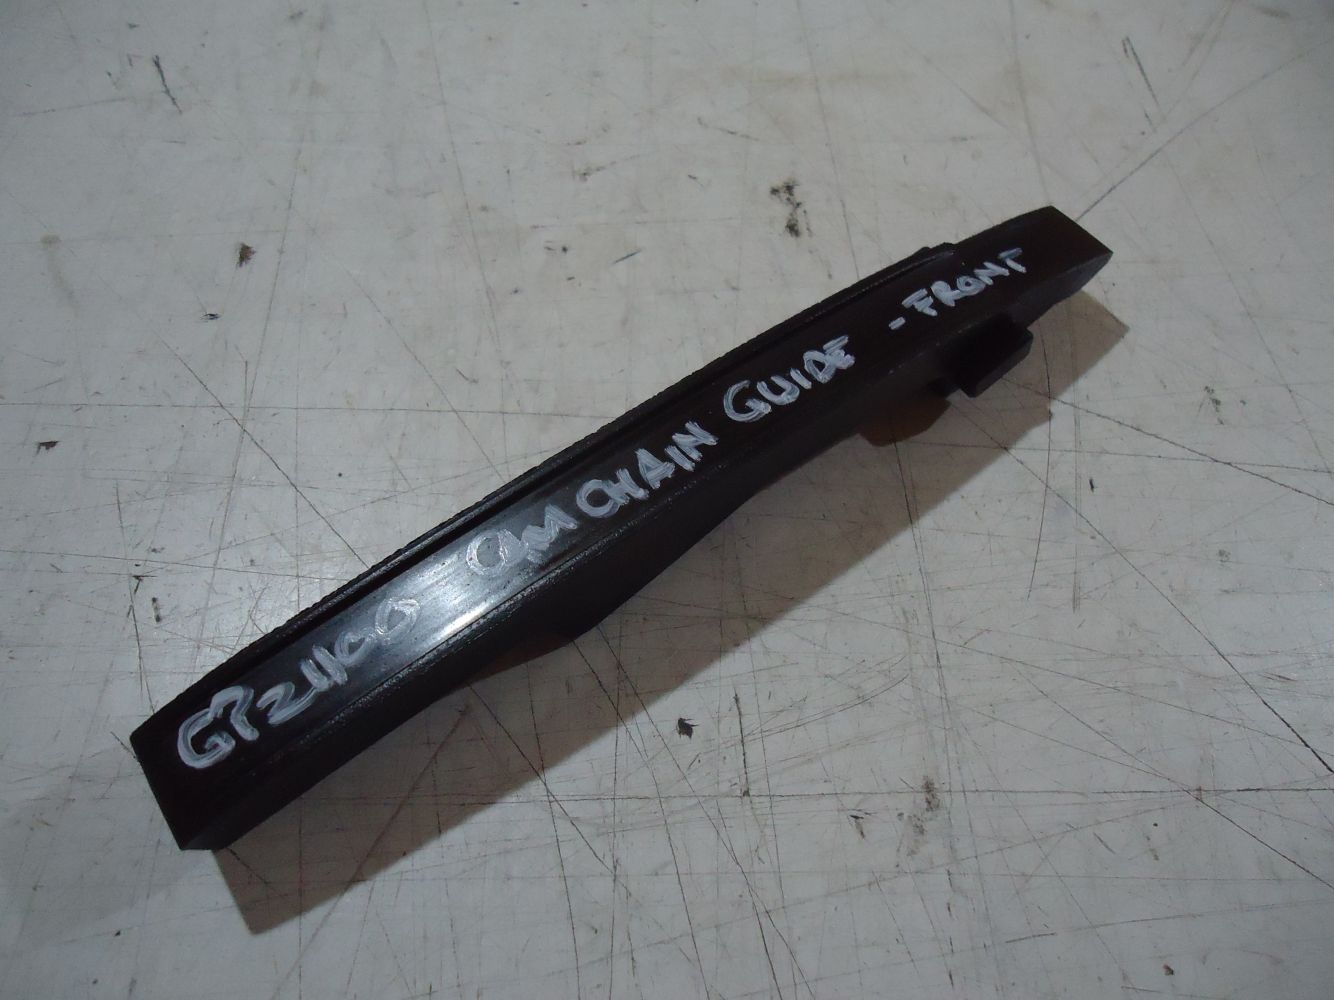 GPZ1100 CAM CHAIN GUIDE - FRONT